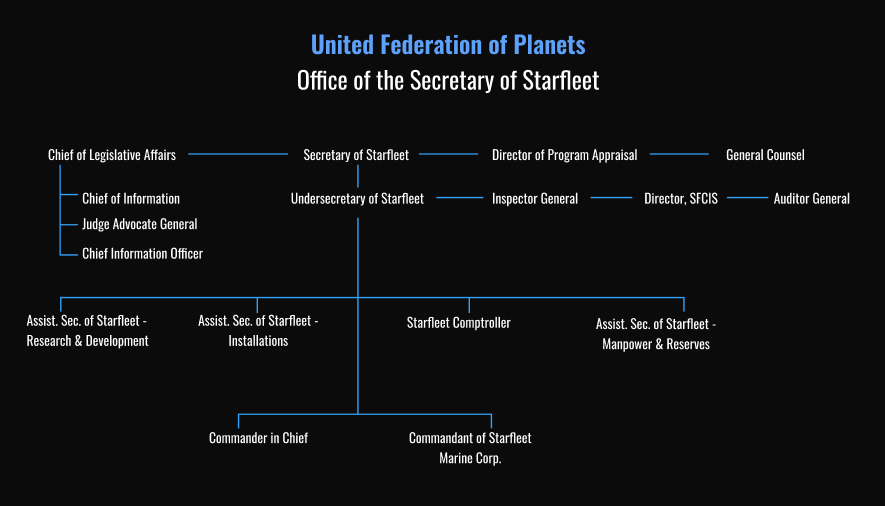 United Federation of Planets
Office of the Secretary of Starfleet
Chief of Legislative Affairs
Secretary of Starfleet
Director of Program Appraisal
General Counsel
Chief of Information
Judge Advocate General
Chief Information Officer
Undersecretary of Starfleet
Inspector General
Director, SFCIS
Auditor General
Assist. Sec. of Starfleet -
Research & Development
Assist. Sec. of Starfleet -
Installations
Starfleet Comptroller
Assist. Sec. of Starfleet -
Manpower & Reserves
Commander in Chief
Commandant of Starfleet
Marine Corp.